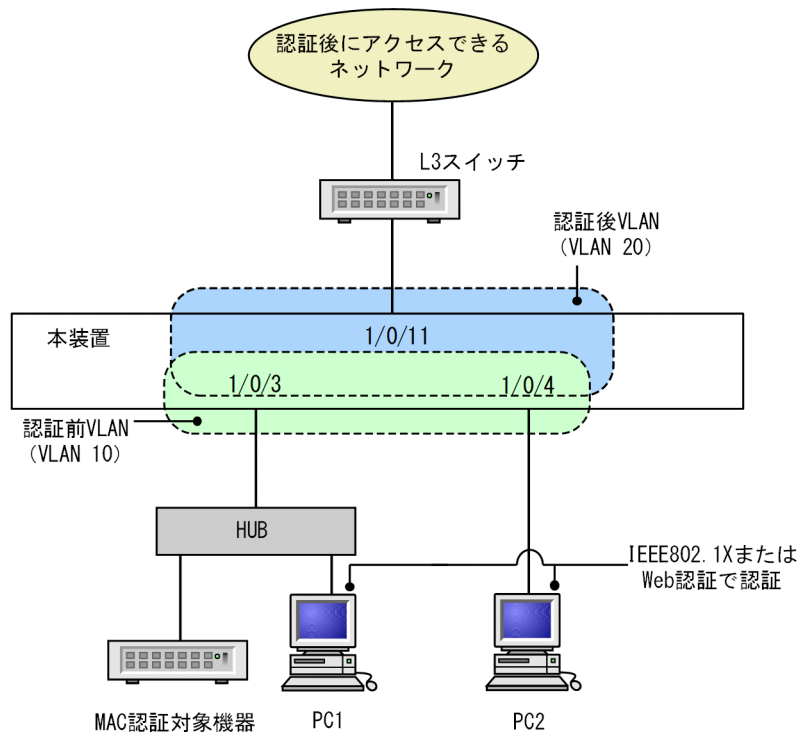 認証後にアクセスできる
ネットワーク
L3スイッチ
認証後VLAN
(VLAN 20)
本装置
1/0/11
1/0/3
1/0/4
認証前VLAN
(VLAN 10)
HUB
IEEE802.1Xまたは
Web認証で認証
MAC認証対象機器
PC1
PC2